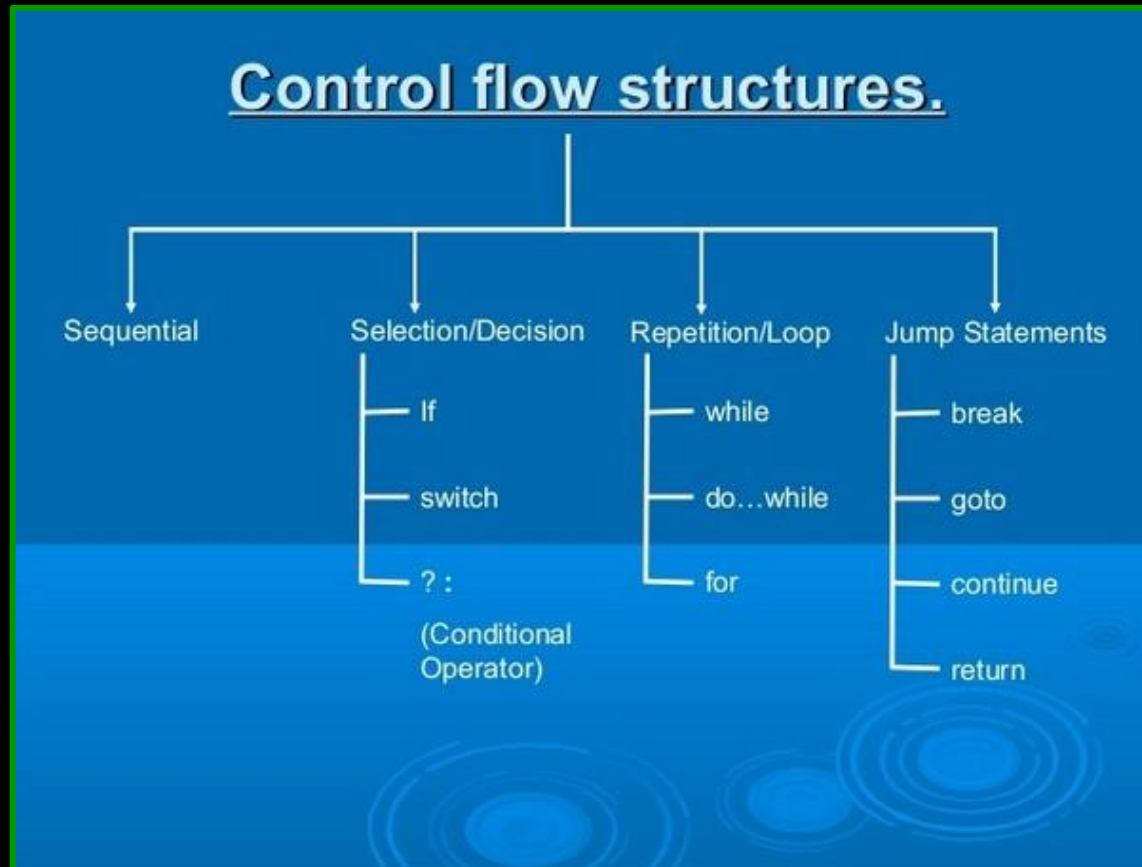 Control flow structures.
Sequential
Selection/Decision
If
switch
? :
(Conditional
Operator)
Repetition/Loop
while
do...while
for
Jump Statements
break
goto
continue
return